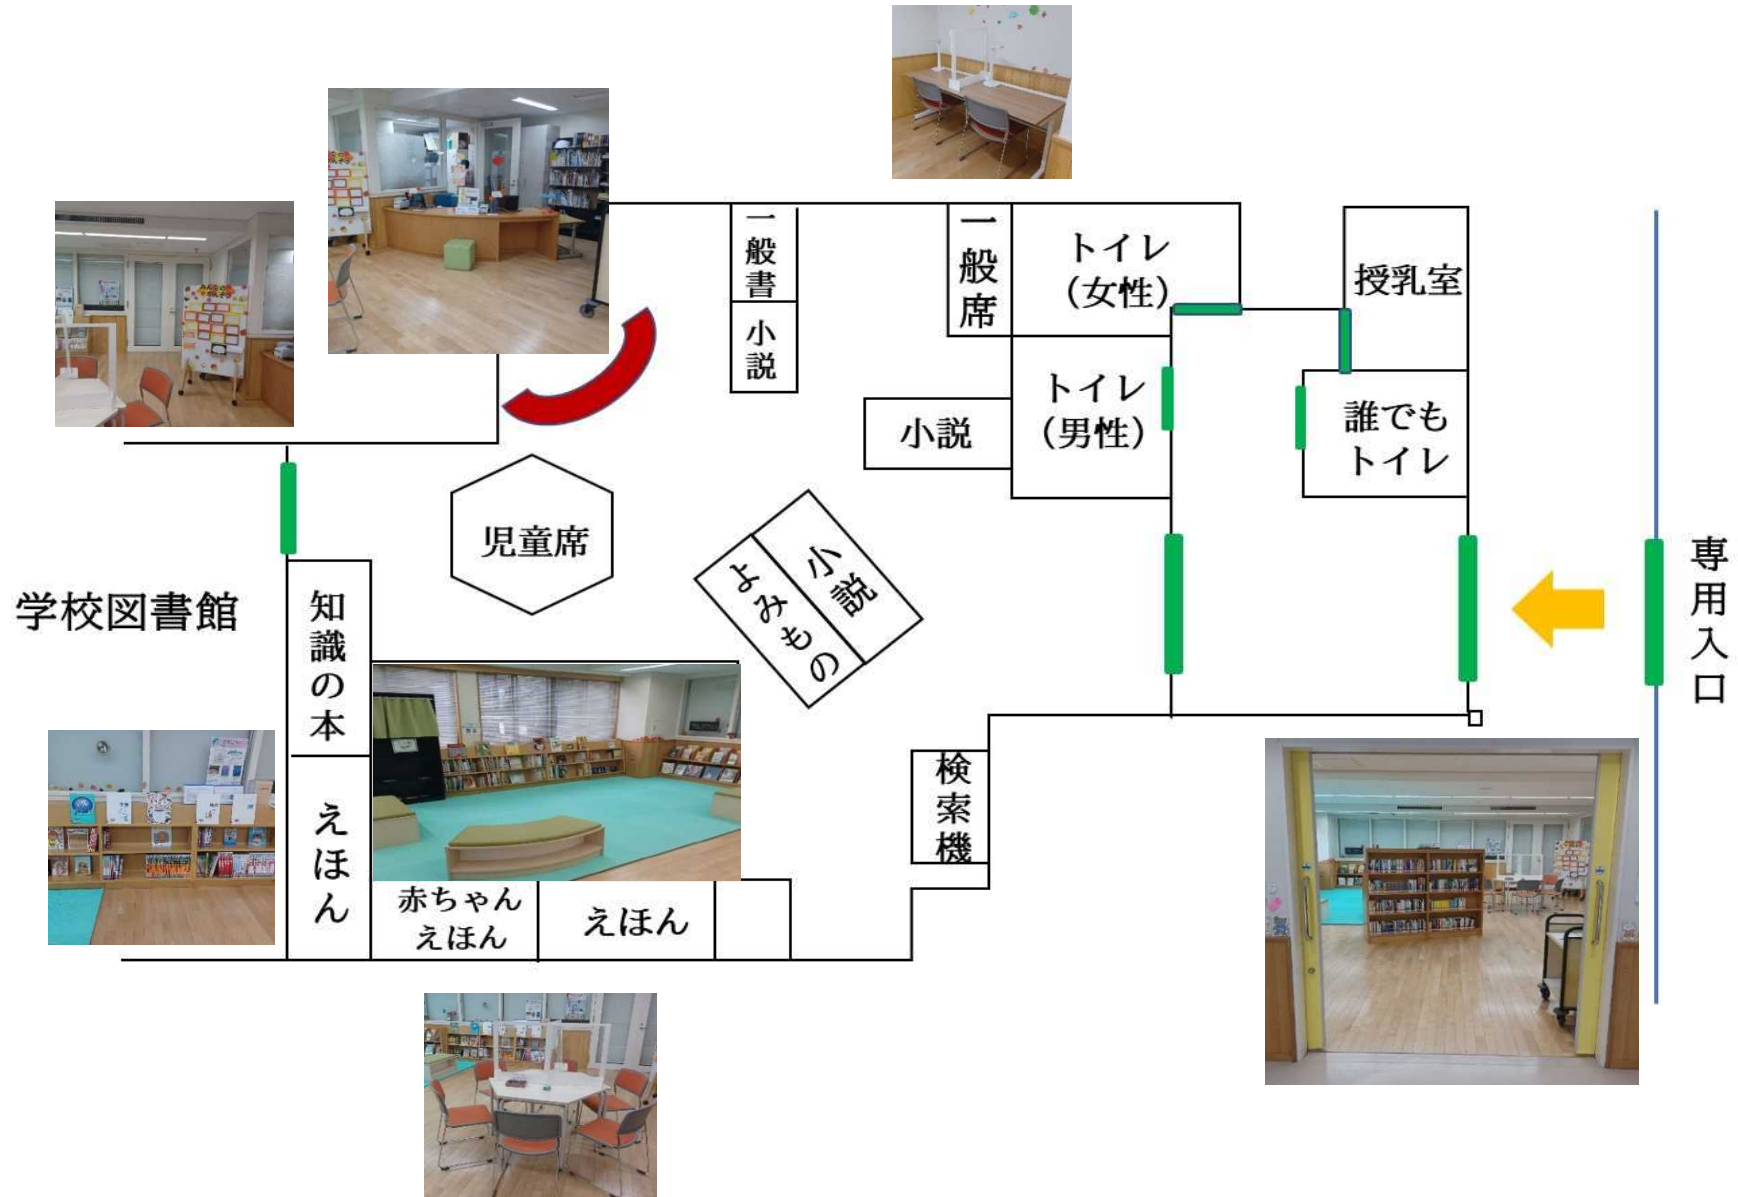 一般書
小説
一般席
トイレ
（女性）
授乳室
トイレ
（男性）
誰でも
トイレ
小説
児童席
小説
よみもの
専用入口
学校図書館
知識の本
えほん
検索機
赤ちゃん
えほん
えほん